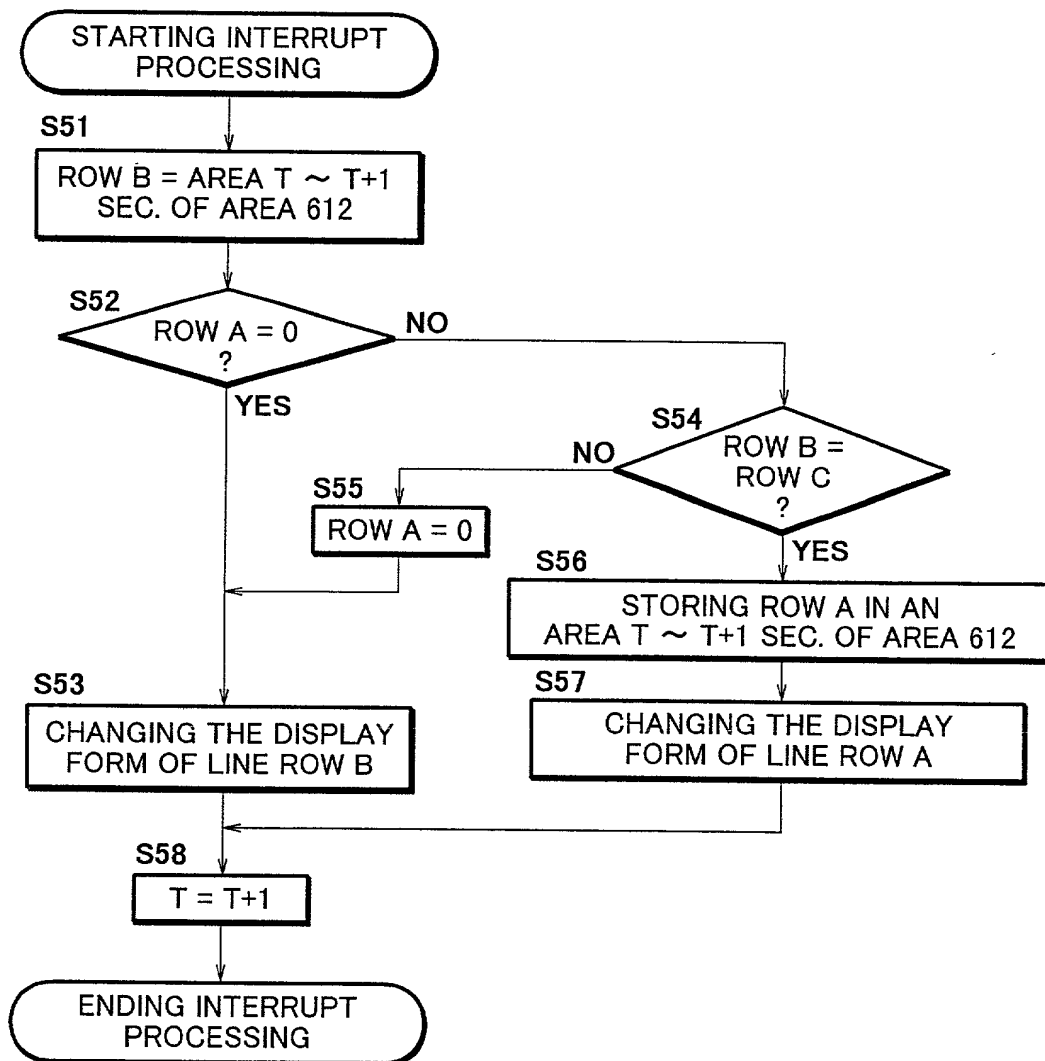 STARTING INTERRUPT
PROCESSING
S51
ROW B = AREA T ~ T+1
SEC. OF AREA 612
S52
ROW A = 0
?
NO
YES
S54
ROW B =
ROW C
?
NO
YES
S55
ROW A = 0
S56
STORING ROW A IN AN
AREA T ~ T+1 SEC. OF AREA 612
S53
CHANGING THE DISPLAY
FORM OF LINE ROW B
S57
CHANGING THE DISPLAY
FORM OF LINE ROW A
S58
T = T+1
ENDING INTERRUPT
PROCESSING